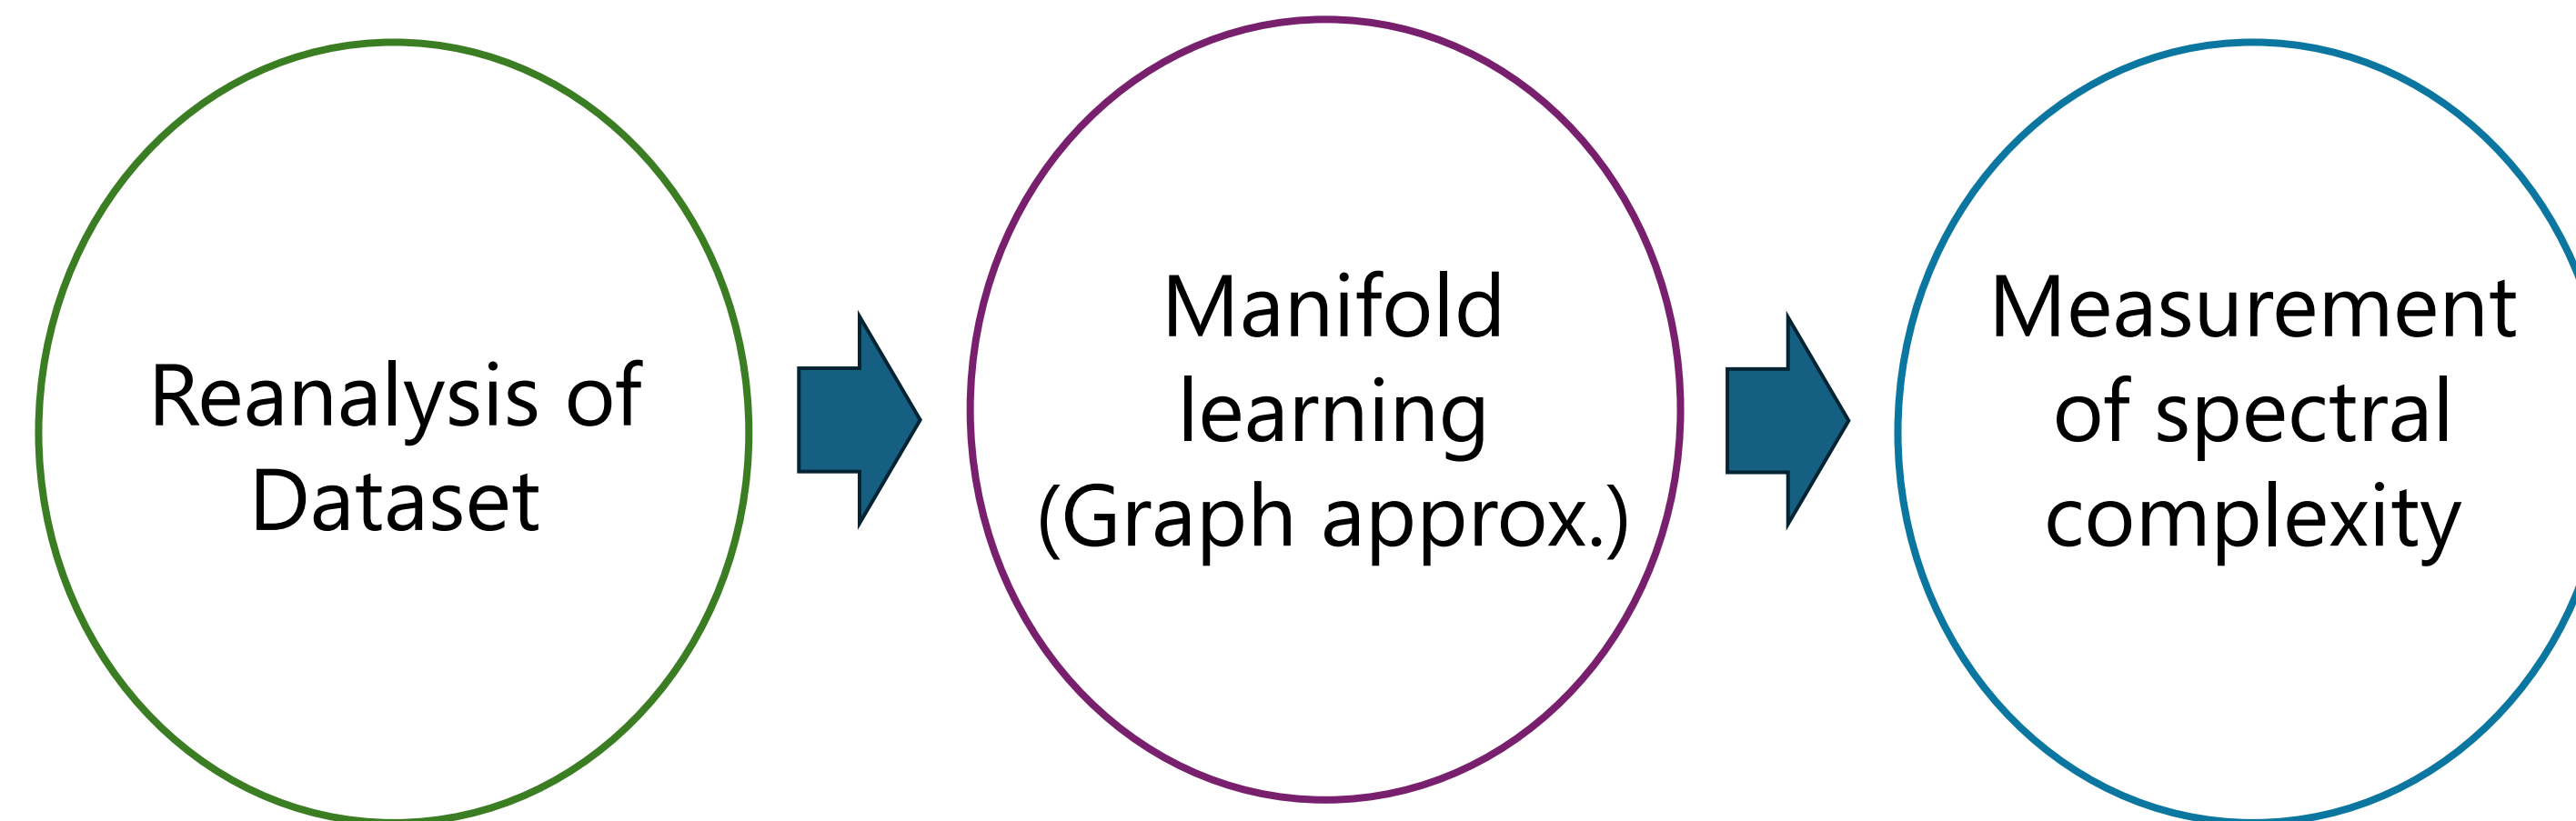 Reanalysis of
Dataset
Manifold
learning
(Graph approx.)
Measurement
of spectral
complexity